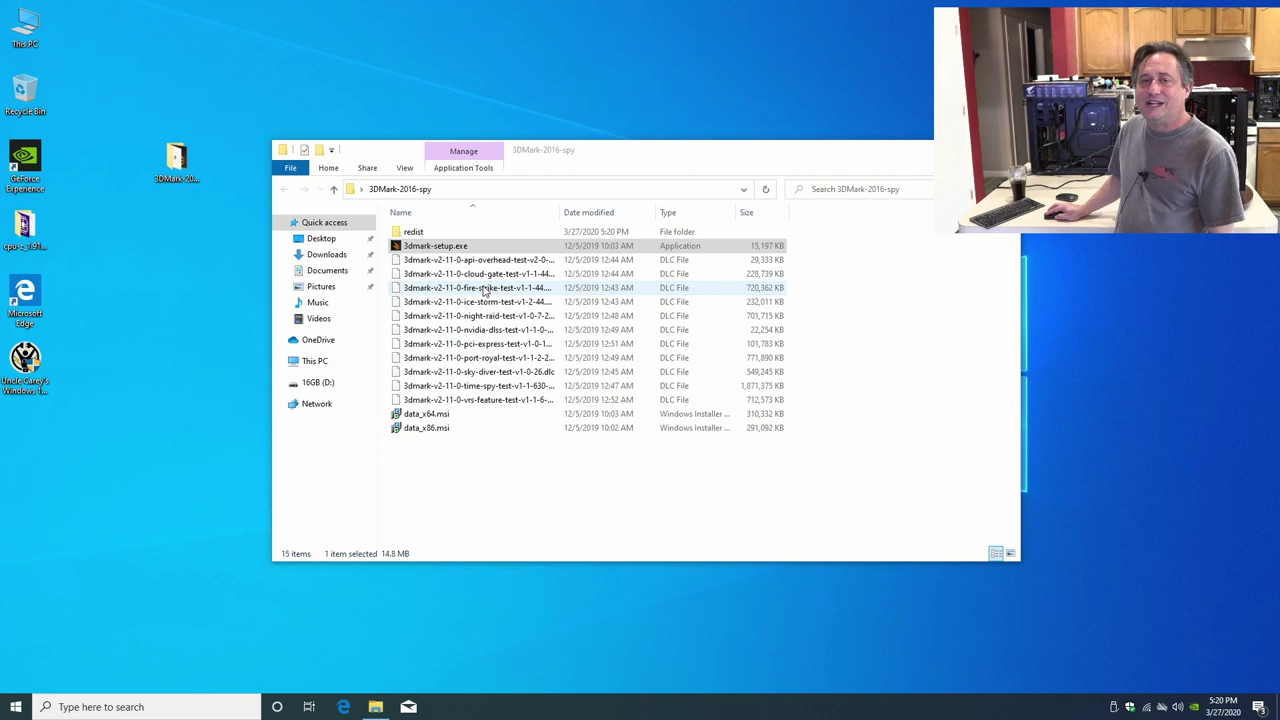 This PC
Recycle Bin
GeForce
Experience
3DMark-20...
Microsoft
Edge
Uncle Carey's
Windows T...
Manage
3DMark-2016-spy
File
Home
Share
View
Application Tools
3DMark-2016-spy
Search 3DMark-2016-spy
Quick access
Desktop
Downloads
Documents
Pictures
Music
Videos
OneDrive
This PC
16GB (D:)
Network
Name Date modified Type Size
redist 3/27/2020 5:20 PM File folder
3dmark-setup.exe 12/5/2019 10:03 AM Application 15,197 KB
3dmark-v2-11-0-api-overhead-test-v2-0-... 12/5/2019 12:44 AM DLC File 29,333 KB
3dmark-v2-11-0-cloud-gate-test-v1-1-44... 12/5/2019 12:44 AM DLC File 228,739 KB
3dmark-v2-11-0-fire-strike-test-v1-1-44.... 12/5/2019 12:43 AM DLC File 720,362 KB
3dmark-v2-11-0-ice-storm-test-v1-2-44.... 12/5/2019 12:43 AM DLC File 232,011 KB
3dmark-v2-11-0-night-raid-test-v1-0-7-2... 12/5/2019 12:48 AM DLC File 701,715 KB
3dmark-v2-11-0-nvidia-dlss-test-v1-1-0-... 12/5/2019 12:49 AM DLC File 22,254 KB
3dmark-v2-11-0-pci-express-test-v1-0-1... 12/5/2019 12:51 AM DLC File 101,783 KB
3dmark-v2-11-0-port-royal-test-v1-1-2-2... 12/5/2019 12:49 AM DLC File 771,890 KB
3dmark-v2-11-0-sky-diver-test-v1-0-26.dlc 12/5/2019 12:45 AM DLC File 549,245 KB
3dmark-v2-11-0-time-spy-test-v1-1-630-... 12/5/2019 12:47 AM DLC File 1,871,375 KB
3dmark-v2-11-0-vrs-feature-test-v1-1-6-... 12/5/2019 12:52 AM DLC File 712,573 KB
data_x64.msi 12/5/2019 10:03 AM Windows Installer ... 310,332 KB
data_x86.msi 12/5/2019 10:02 AM Windows Installer ... 291,092 KB
15 items 1 item selected 14.8 MB
Type here to search
5:20 PM
3/27/2020